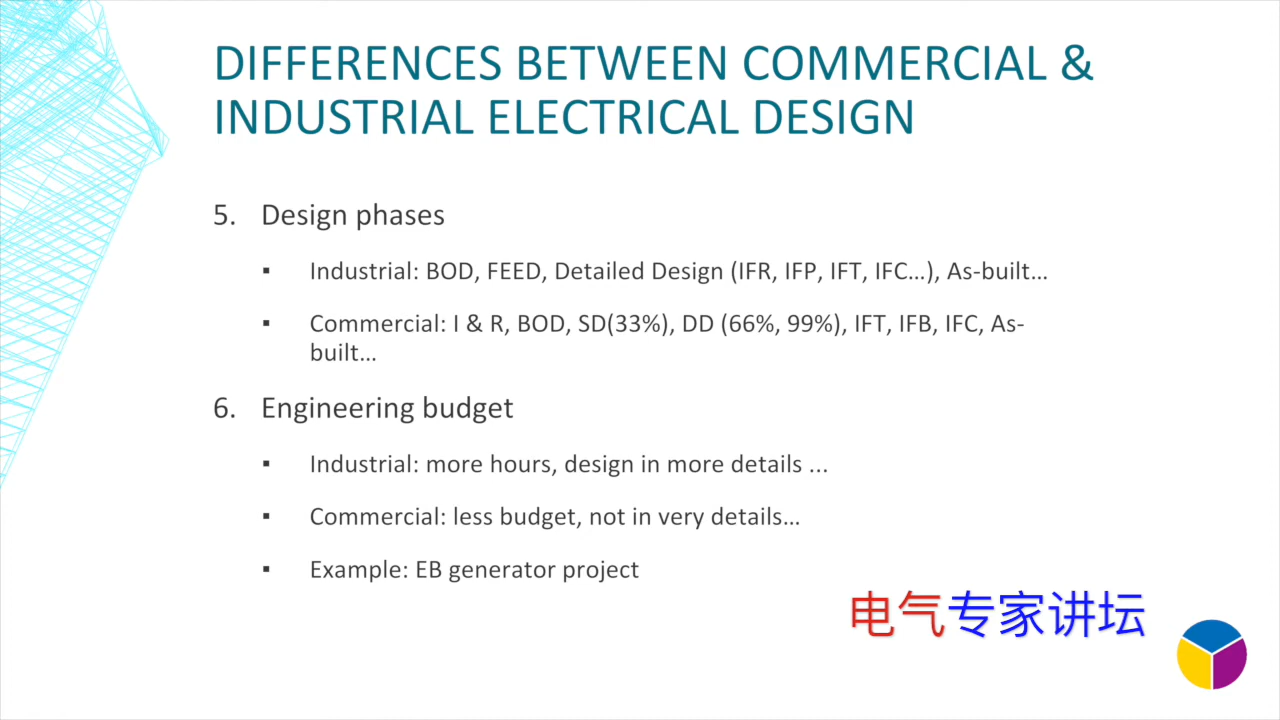 DIFFERENCES BETWEEN COMMERCIAL &
INDUSTRIAL ELECTRICAL DESIGN
5. Design phases
▪ Industrial: BOD, FEED, Detailed Design (IFR, IFP, IFT, IFC…), As-built…
▪ Commercial: I & R, BOD, SD(33%), DD (66%, 99%), IFT, IFB, IFC, As-
built…
6. Engineering budget
▪ Industrial: more hours, design in more details ...
▪ Commercial: less budget, not in very details…
▪ Example: EB generator project
电气专家讲坛